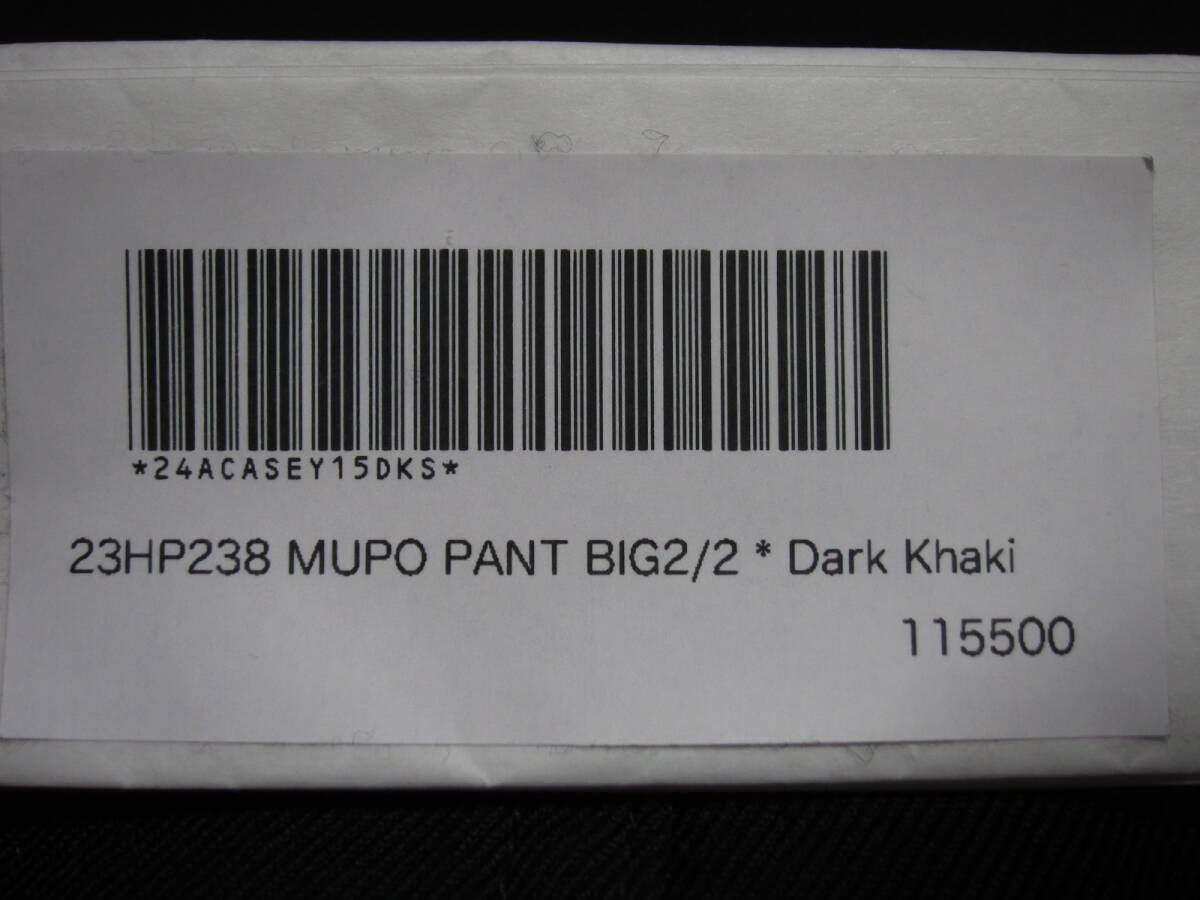 *24ACASEY15DKS*
23HP238 MUPO PANT BIG2/2 * Dark Khaki
115500